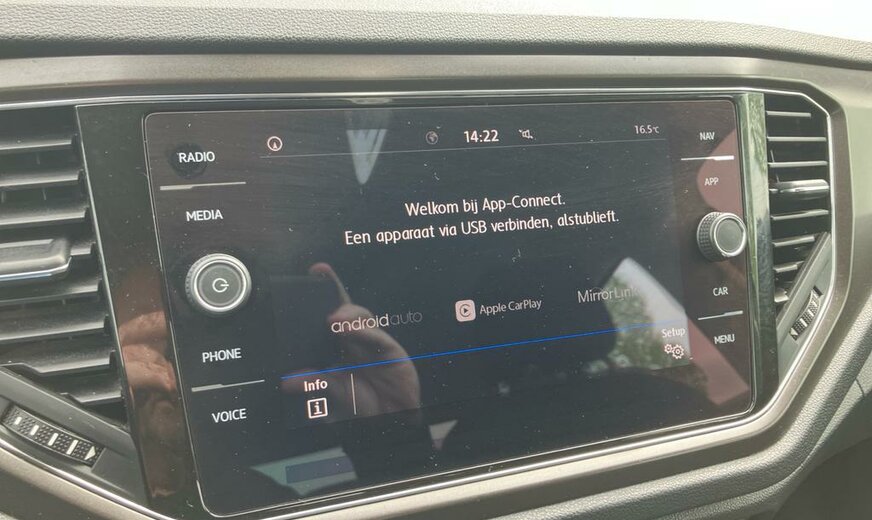 RADIO
MEDIA
PHONE
VOICE
14:22
16.5°C
Welkom bij App-Connect.
Een apparaat via USB verbinden, alstublieft.
androidauto
Apple CarPlay
MirrorLink
Info
Setup
NAV
APP
CAR
MENU